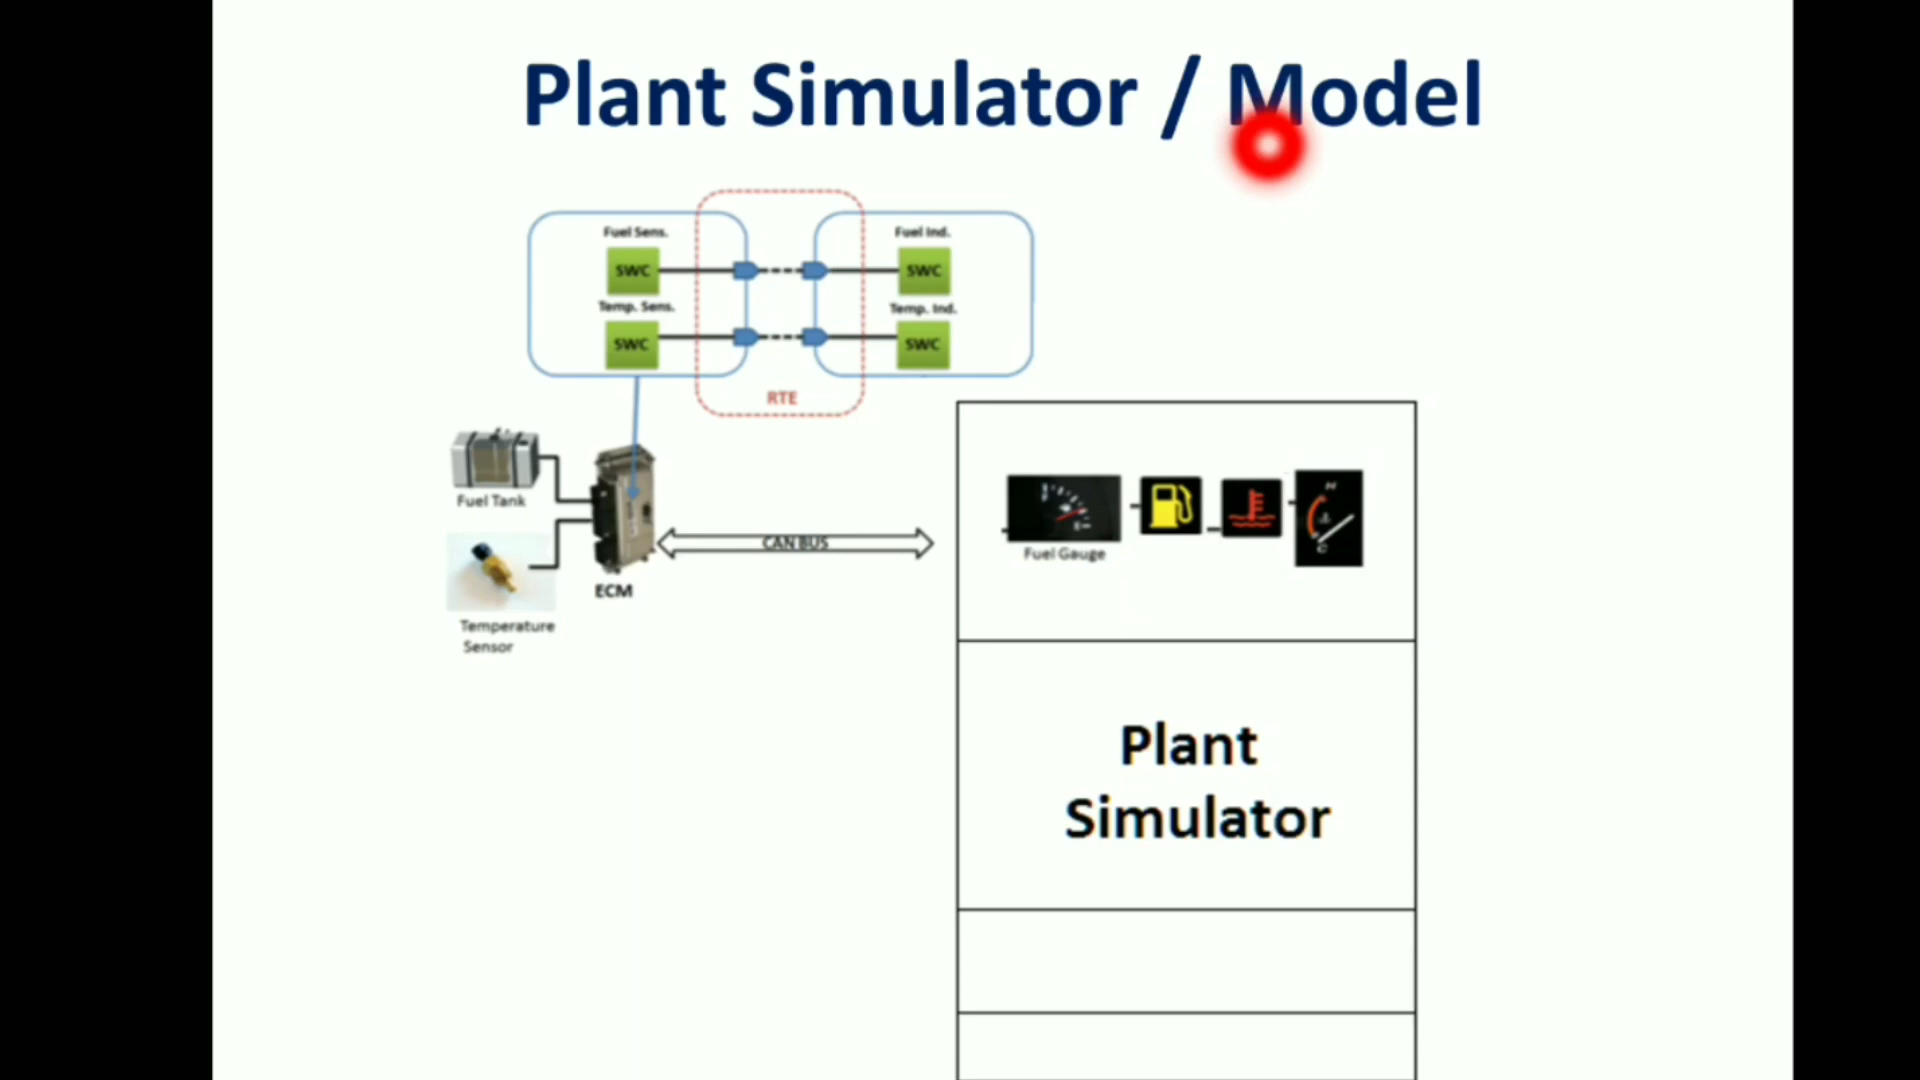 Plant Simulator / Model
Fuel Sens.
SWC
Temp. Sens.
SWC
Fuel Ind.
SWC
Temp. Ind.
SWC
RTE
Fuel Tank
Temperature
Sensor
ECM
CAN BUS
Fuel Gauge
H
C
Plant
Simulator